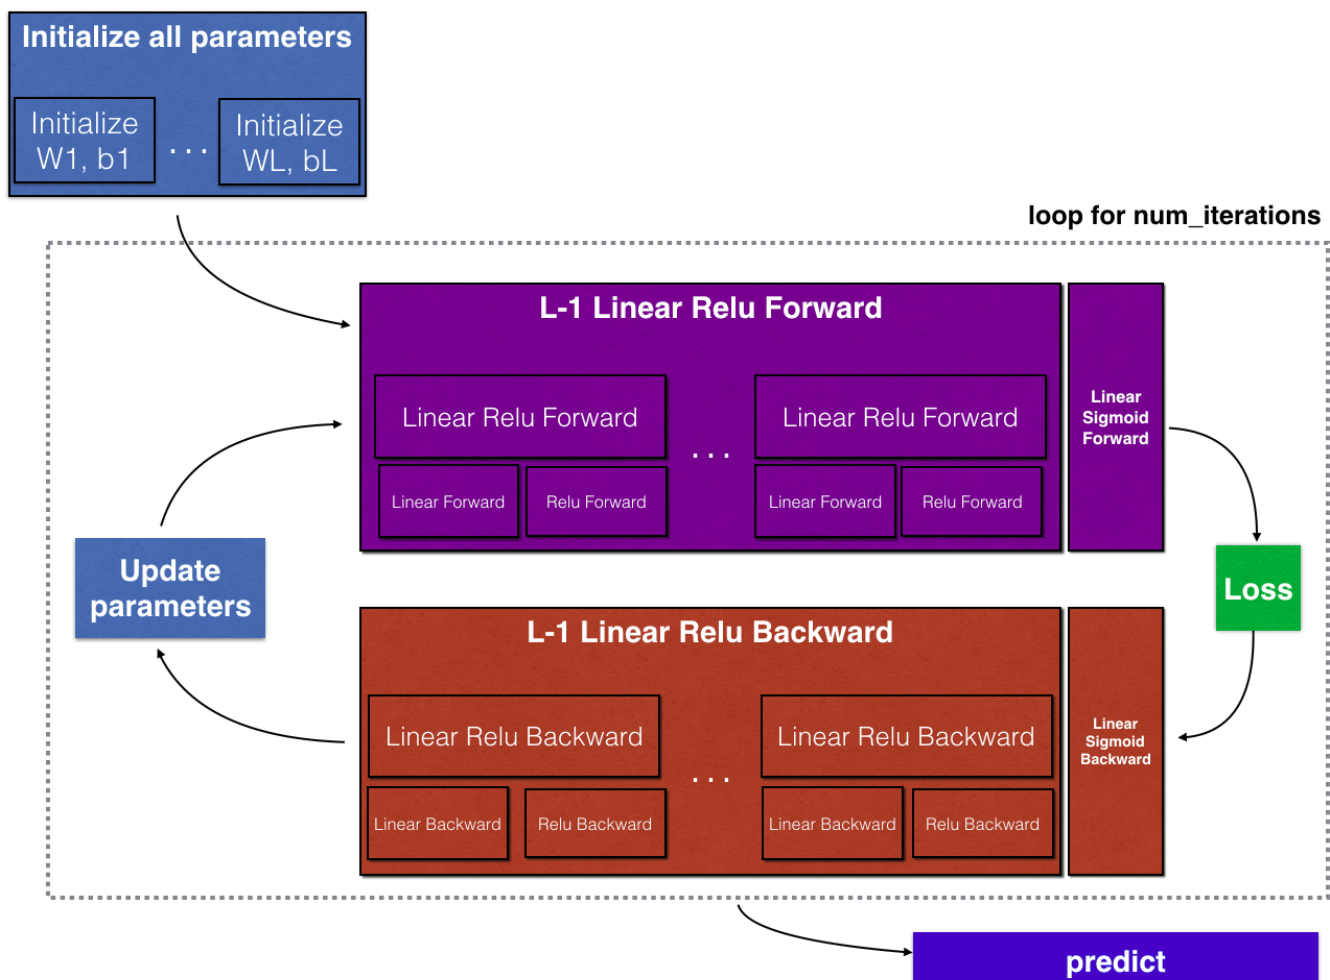 Initialize all parameters
Initialize
W1, b1
...
Initialize
WL, bL
loop for num_iterations
L-1 Linear Relu Forward
Linear Relu Forward
...
Linear Relu Forward
Linear Forward
Relu Forward
Linear Forward
Relu Forward
Linear
Sigmoid
Forward
Update
parameters
Loss
L-1 Linear Relu Backward
Linear Relu Backward
...
Linear Relu Backward
Linear Backward
Relu Backward
Linear Backward
Relu Backward
Linear
Sigmoid
Backward
predict